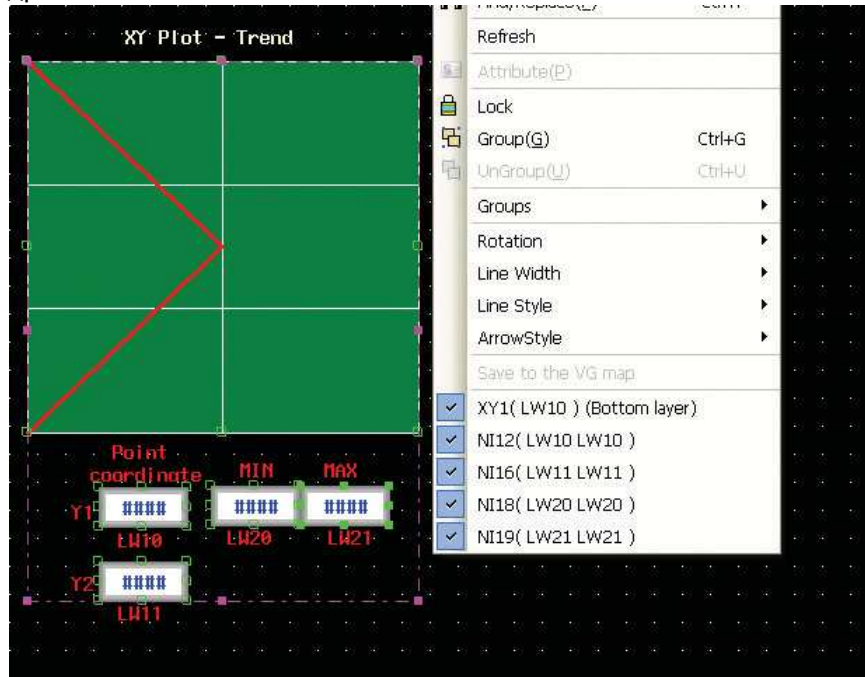 XY Plot - Trend
Refresh
Attribute(P)
Lock
Group(G) Ctrl+G
UnGroup(U) Ctrl+U
Groups
Rotation
Line Width
Line Style
ArrowStyle
Save to the VG map
XY1( LW10 ) (Bottom layer)
NI12( LW10 LW10 )
NI16( LW11 LW11 )
NI18( LW20 LW20 )
NI19( LW21 LW21 )
Point
coordinate MIN MAX
Y1 #### #### ####
LW10 LW20 LW21
Y2 ####
LW11